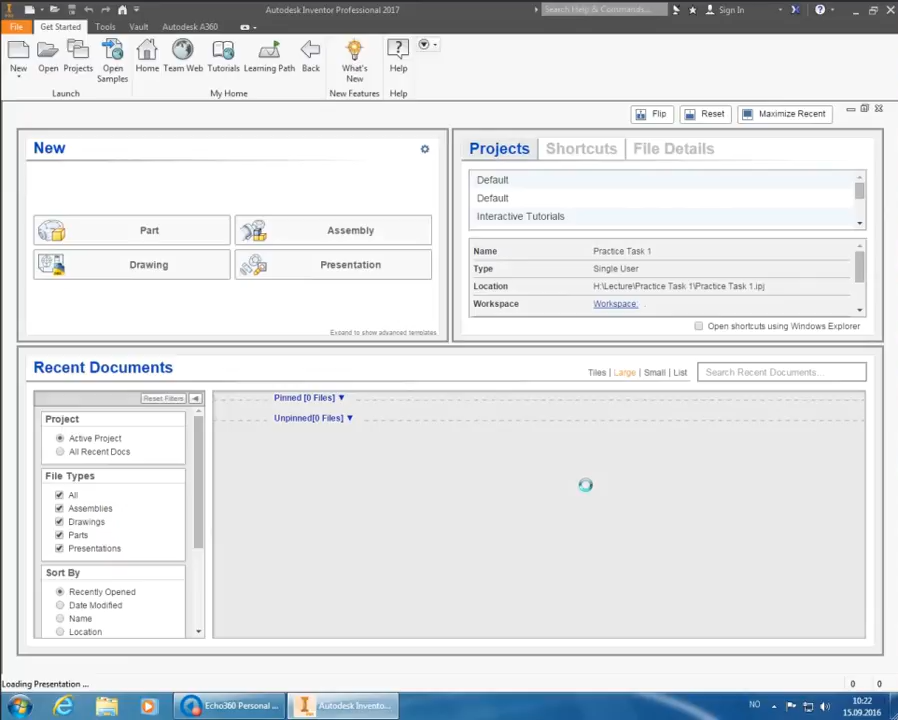 Autodesk Inventor Professional 2017
Search Help & Commands...
Sign In
File
Get Started
Tools
Vault
Autodesk A360
New
Open
Projects
Open Samples
Home
Team Web
Tutorials
Learning Path
Back
What's New
Help
Launch
My Home
New Features
Help
Flip
Reset
Maximize Recent
New
Part
Assembly
Drawing
Presentation
Expand to show advanced templates.
Projects
Shortcuts
File Details
Default
Default
Interactive Tutorials
Name Practice Task 1
Type Single User
Location H:\Lecture\Practice Task 1\Practice Task 1.ipj
Workspace Workspace:
Open shortcuts using Windows Explorer
Recent Documents
Tiles | Large | Small | List
Search Recent Documents...
Reset Filters
Project
Active Project
All Recent Docs
File Types
All
Assemblies
Drawings
Parts
Presentations
Sort By
Recently Opened
Date Modified
Name
Location
Pinned [0 Files]
Unpinned[0 Files]
Loading Presentation ...
0 0
Echo360 Personal ...
Autodesk Invento...
NO
10:22
15.09.2016